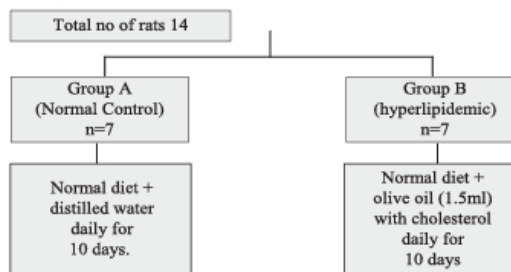 Total no of rats 14
Group A
(Normal Control)
n=7
Group B
(hyperlipidemic)
n=7
Normal diet +
distilled water
daily for
10 days.
Normal diet +
olive oil (1.5ml)
with cholesterol
daily for
10 days